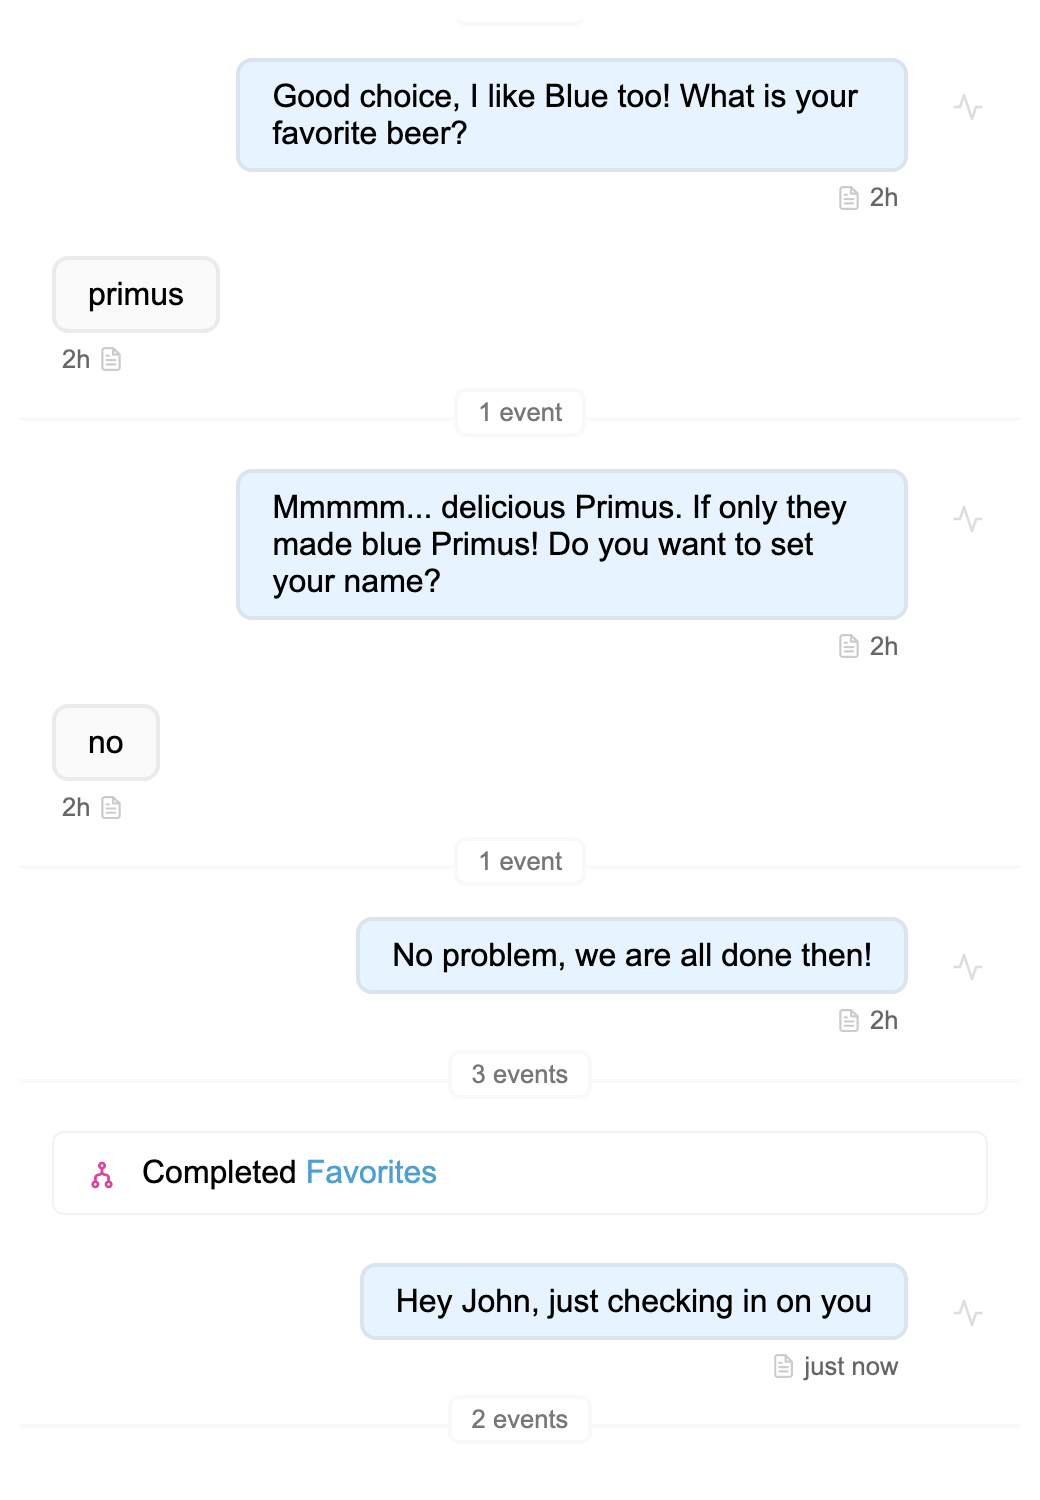 Good choice, I like Blue too! What is your
favorite beer?
2h
primus
2h
1 event
Mmmmm... delicious Primus. If only they
made blue Primus! Do you want to set
your name?
2h
no
2h
1 event
No problem, we are all done then!
2h
3 events
Completed Favorites
Hey John, just checking in on you
just now
2 events